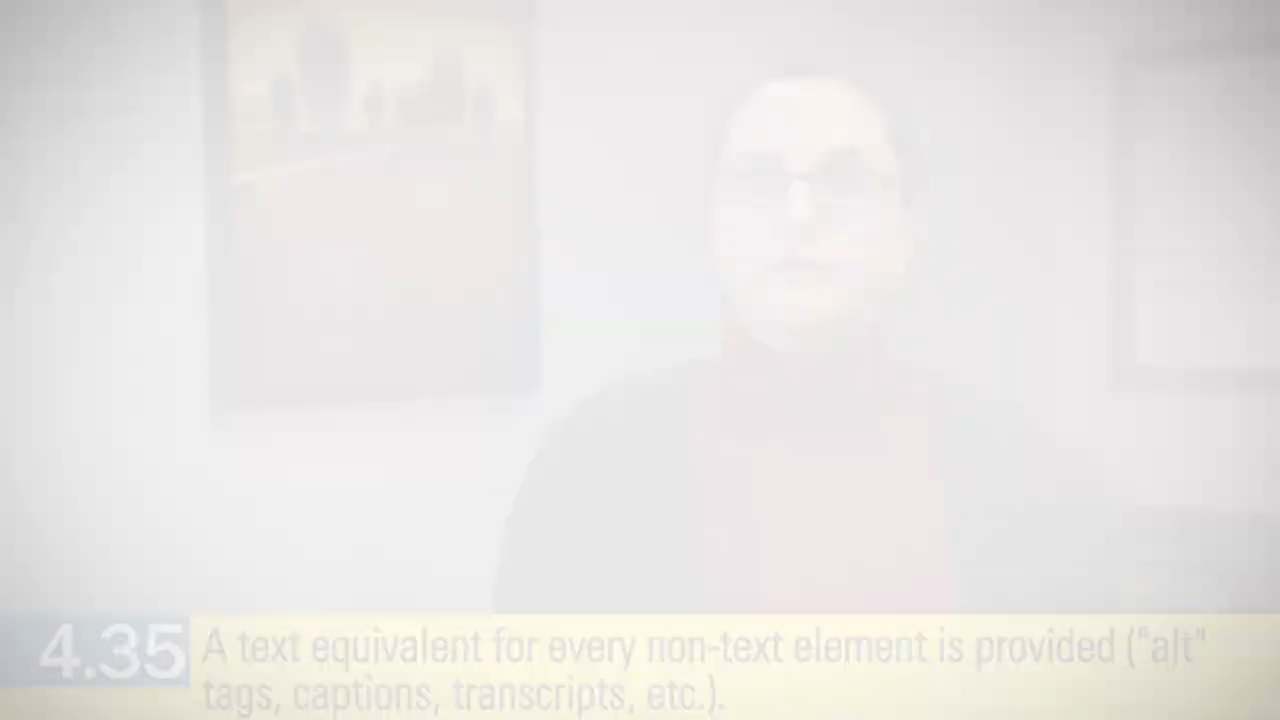 4.35 A text equivalent for every non-text element is provided ("alt"
tags, captions, transcripts, etc.).